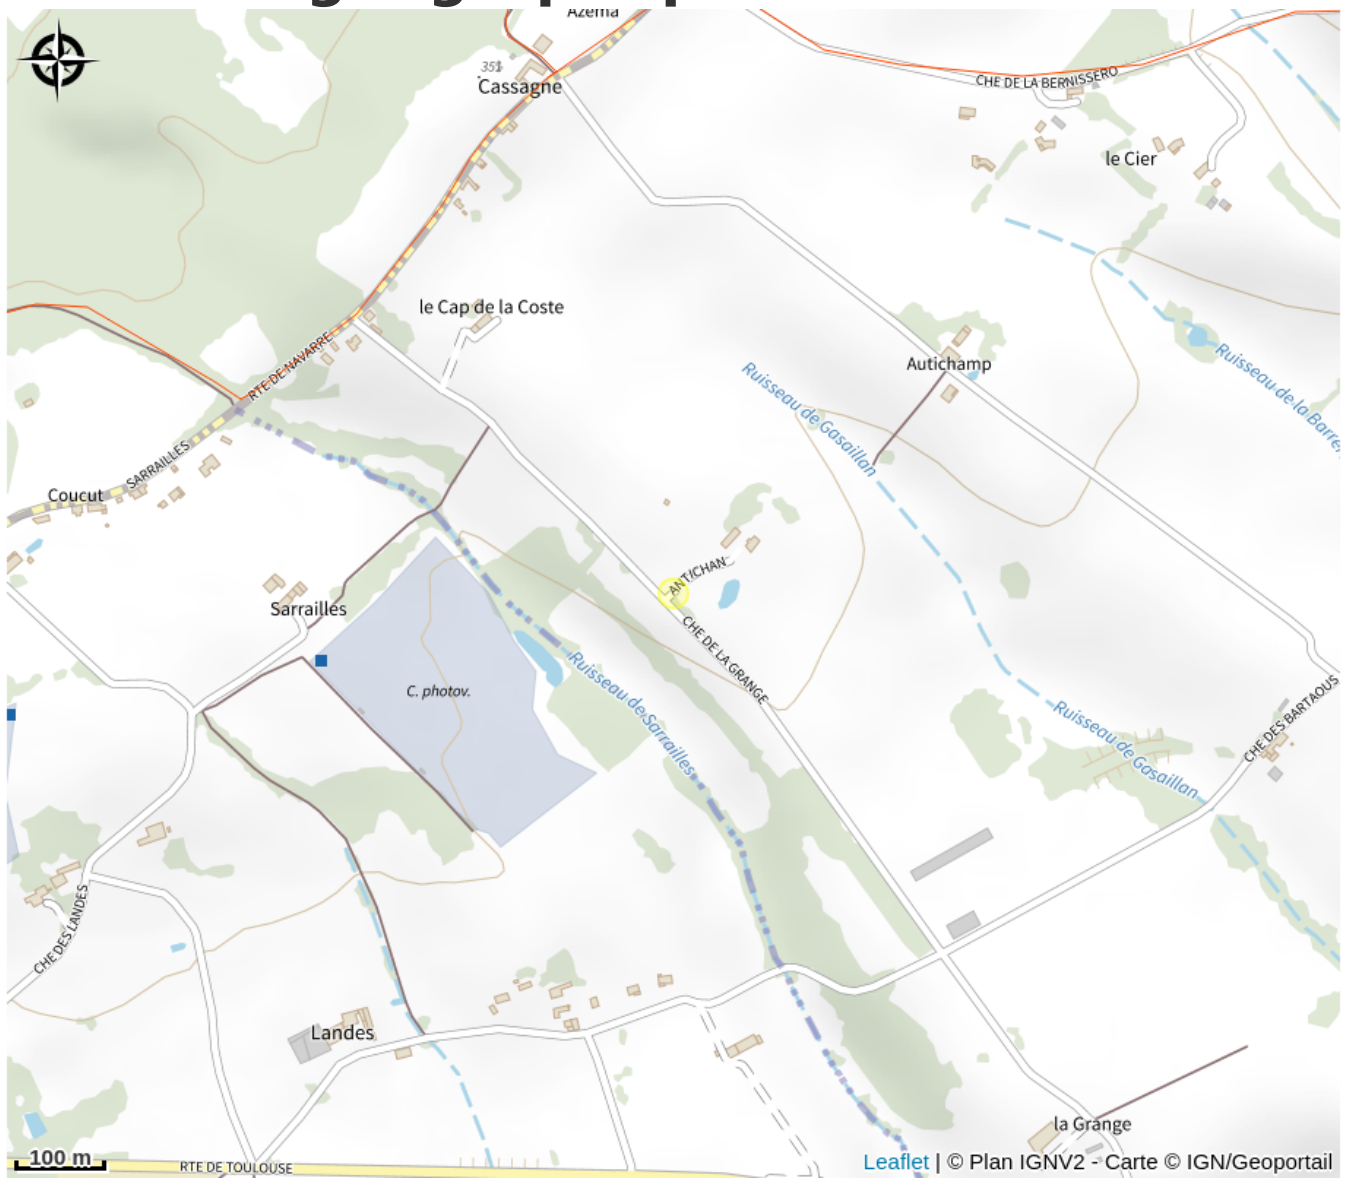 Azema
351
Cassagne
CHE DE LA BERNISSERO
le Cier
le Cap de la Coste
RTE DE NAVARRE
Autichamp
Ruisseau de Gasaillan
Ruisseau de la Barre
SARRAILLES
Coucut
ANTICHAN
Sarrailles
CHE DE LA GRANGE
C. photov.
Ruisseau de Sarrailles
Ruisseau de Gasaillan
CHE DES BARTAOUS
CHE DES LANDES
Landes
la Grange
100 m
RTE DE TOULOUSE
Leaflet | © Plan IGNV2 - Carte © IGN/Geoportail